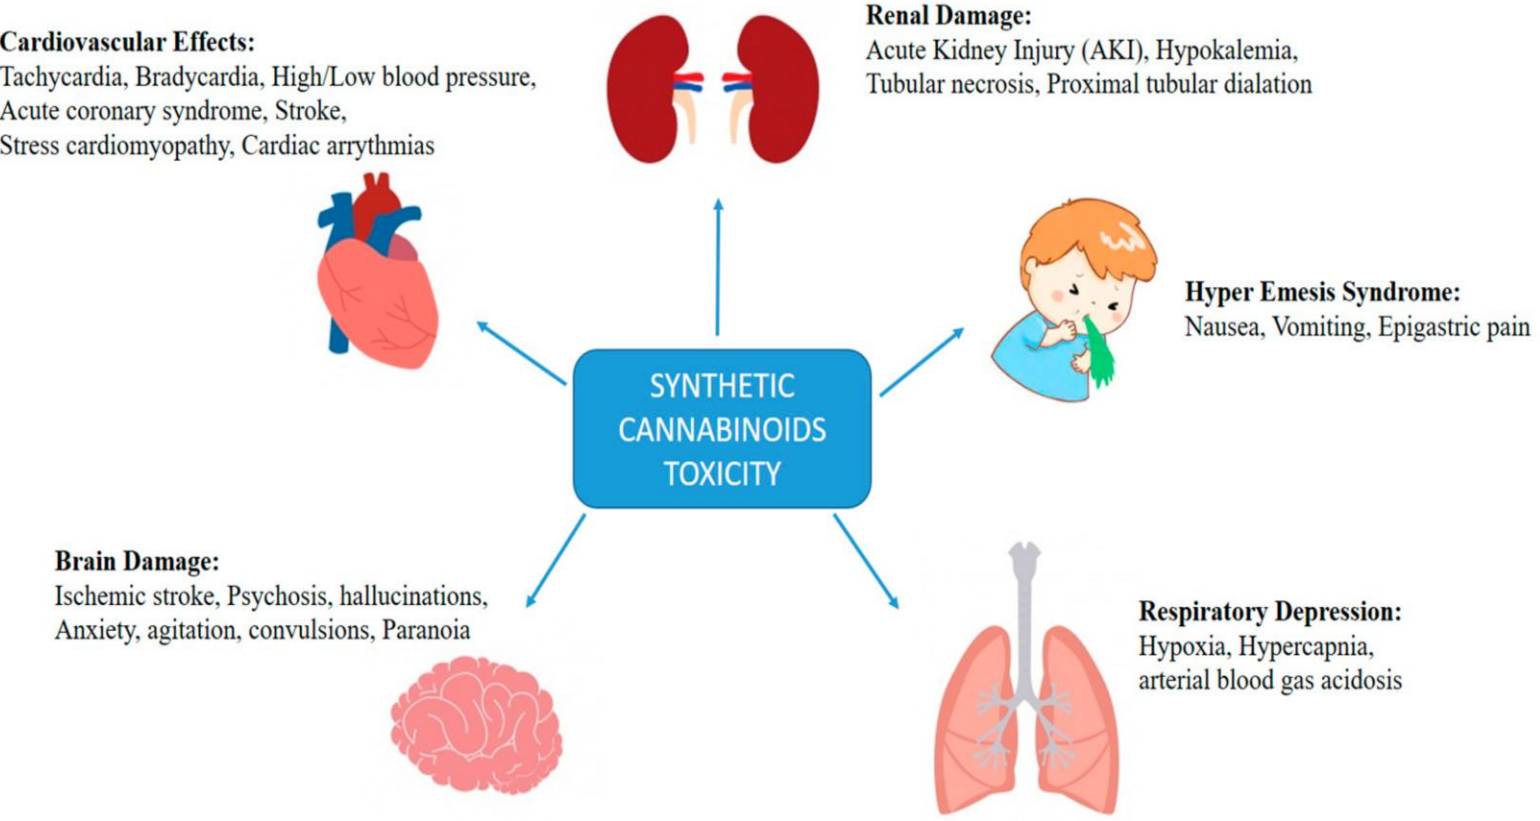 Cardiovascular Effects:
Tachycardia, Bradycardia, High/Low blood pressure,
Acute coronary syndrome, Stroke,
Stress cardiomyopathy, Cardiac arrythmias
Renal Damage:
Acute Kidney Injury (AKI), Hypokalemia,
Tubular necrosis, Proximal tubular dialation
Hyper Emesis Syndrome:
Nausea, Vomiting, Epigastric pain
SYNTHETIC
CANNABINOIDS
TOXICITY
Brain Damage:
Ischemic stroke, Psychosis, hallucinations,
Anxiety, agitation, convulsions, Paranoia
Respiratory Depression:
Hypoxia, Hypercapnia,
arterial blood gas acidosis